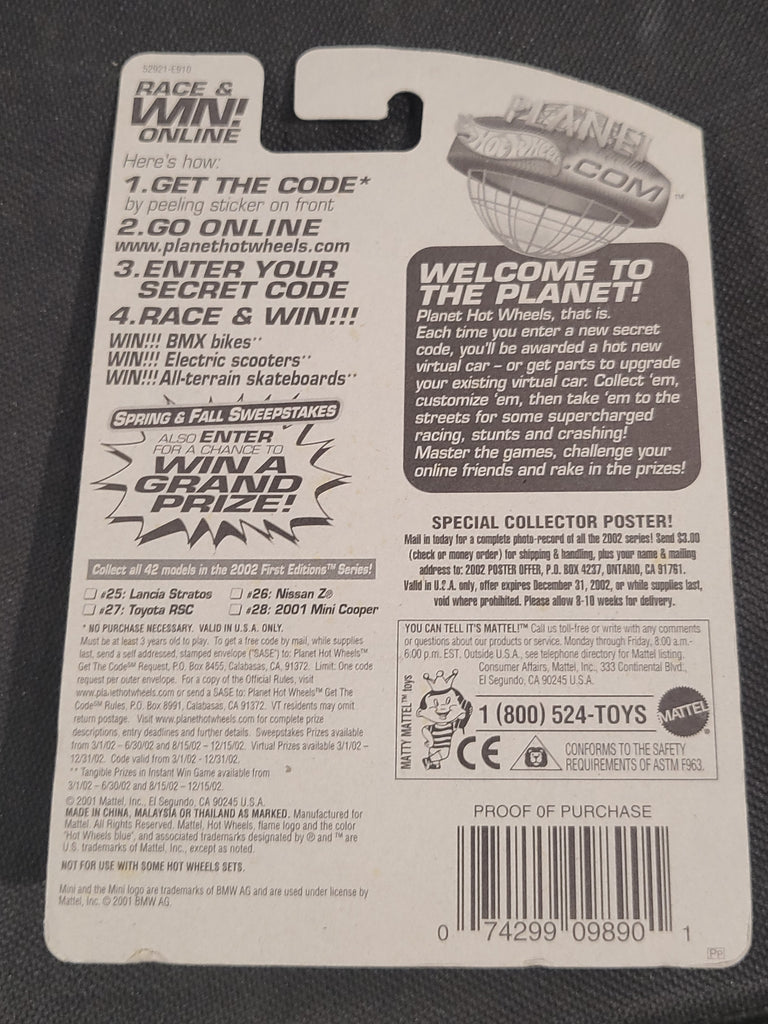 52921-E910
RACE &
WIN!
ONLINE
Here's how:
1.GET THE CODE*
by peeling sticker on front
2.GO ONLINE
www.planethotwheels.com
3.ENTER YOUR
SECRET CODE
4.RACE & WIN!!!
WIN!!! BMX bikes**
WIN!!! Electric scooters**
WIN!!! All-terrain skateboards**
SPRING & FALL SWEEPSTAKES
ALSO ENTER
FOR A CHANCE TO
WIN A
GRAND
PRIZE!
Collect all 42 models in the 2002 First Editions™ Series!
#25: Lancia Stratos #26: Nissan Z®
#27: Toyota RSC #28: 2001 Mini Cooper
* NO PURCHASE NECESSARY. VALID IN U.S.A. ONLY.
Must be at least 3 years old to play. To get a free code by mail, while supplies
last, send a self addressed, stamped envelope ("SASE") to: Planet Hot Wheels™
Get The Code℠ Request, P.O. Box 8455, Calabasas, CA, 91372. Limit: One code
request per outer envelope. For a copy of the Official Rules, visit
www.planethotwheels.com or send a SASE to: Planet Hot Wheels™ Get The
Code℠ Rules, P.O. Box 8991, Calabasas, CA 91372. VT residents may omit
return postage. Visit www.planethotwheels.com for complete prize
descriptions, entry deadlines and further details. Sweepstakes Prizes available
from 3/1/02 – 6/30/02 and 8/15/02 – 12/15/02. Virtual Prizes available 3/1/02 –
12/31/02. Code valid from 3/1/02 - 12/31/02.
** Tangible Prizes in Instant Win Game available from
3/1/02 – 6/30/02 and 8/15/02 – 12/15/02.
© 2001 Mattel, Inc., El Segundo, CA 90245 U.S.A.
MADE IN CHINA, MALAYSIA OR THAILAND AS MARKED. Manufactured for
Mattel. All Rights Reserved. Mattel, Hot Wheels, flame logo and the color
"Hot Wheels blue", and associated trademarks designated by ® and ™ are
U.S. trademarks of Mattel, Inc., except as noted.
NOT FOR USE WITH SOME HOT WHEELS SETS.
Mini and the Mini logo are trademarks of BMW AG and are used under license by
Mattel, Inc. © 2001 BMW AG.
PLANET
Hot Wheels
.COM™
WELCOME TO
THE PLANET!
Planet Hot Wheels, that is.
Each time you enter a new secret
code, you'll be awarded a hot new
virtual car – or get parts to upgrade
your existing virtual car. Collect 'em,
customize 'em, then take 'em to the
streets for some supercharged
racing, stunts and crashing!
Master the games, challenge your
online friends and rake in the prizes!
SPECIAL COLLECTOR POSTER!
Mail in today for a complete photo-record of all the 2002 series! Send $3.00
(check or money order) for shipping & handling, plus your name & mailing
address to: 2002 POSTER OFFER, P.O. BOX 4237, ONTARIO, CA 91761.
Valid in U.S.A. only, offer expires December 31, 2002, or while supplies last,
void where prohibited. Please allow 8-10 weeks for delivery.
YOU CAN TELL IT'S MATTEL!™ Call us toll-free or write with any comments
or questions about our products or service. Monday through Friday, 8:00 a.m.-
6:00 p.m. EST. Outside U.S.A., see telephone directory for Mattel listing.
Consumer Affairs, Mattel, Inc., 333 Continental Blvd.,
El Segundo, CA 90245 U.S.A.
MATTY MATTEL™ toys
1 (800) 524-TOYS
MATTEL®
CE
CONFORMS TO THE SAFETY
REQUIREMENTS OF ASTM F963.
PROOF OF PURCHASE
0 74299 09890 1
PP